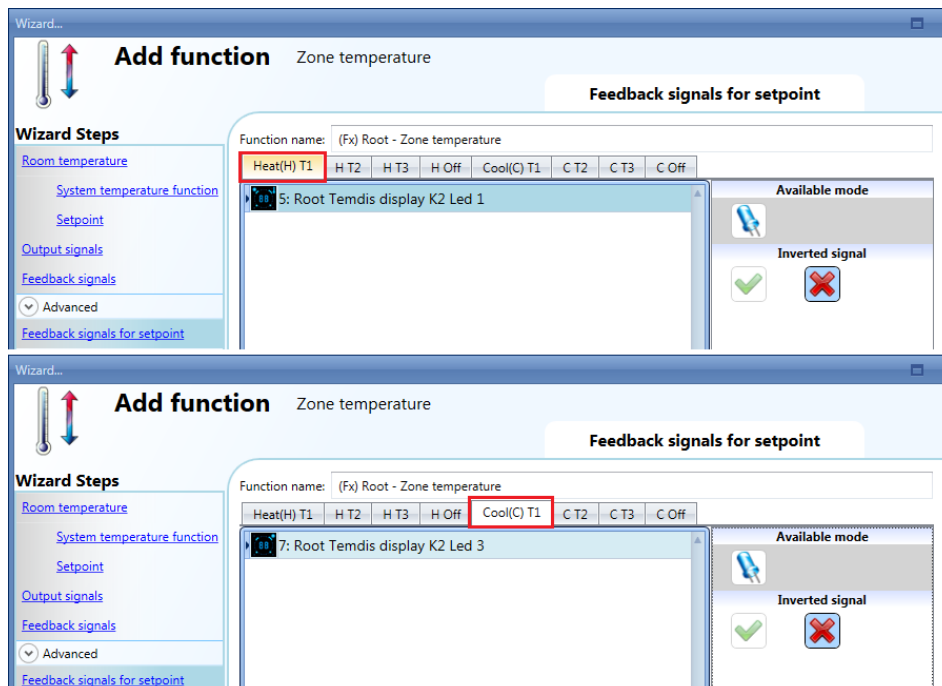 Wizard...
Add function Zone temperature
Feedback signals for setpoint
Wizard Steps
Function name: (Fx) Root - Zone temperature
Room temperature
Heat(H) T1 H T2 H T3 H Off Cool(C) T1 C T2 C T3 C Off
System temperature function
5: Root Temdis display K2 Led 1
Available mode
Setpoint
Output signals
Inverted signal
Feedback signals
Advanced
Feedback signals for setpoint
Wizard...
Add function Zone temperature
Feedback signals for setpoint
Wizard Steps
Function name: (Fx) Root - Zone temperature
Room temperature
Heat(H) T1 H T2 H T3 H Off Cool(C) T1 C T2 C T3 C Off
System temperature function
7: Root Temdis display K2 Led 3
Available mode
Setpoint
Output signals
Inverted signal
Feedback signals
Advanced
Feedback signals for setpoint